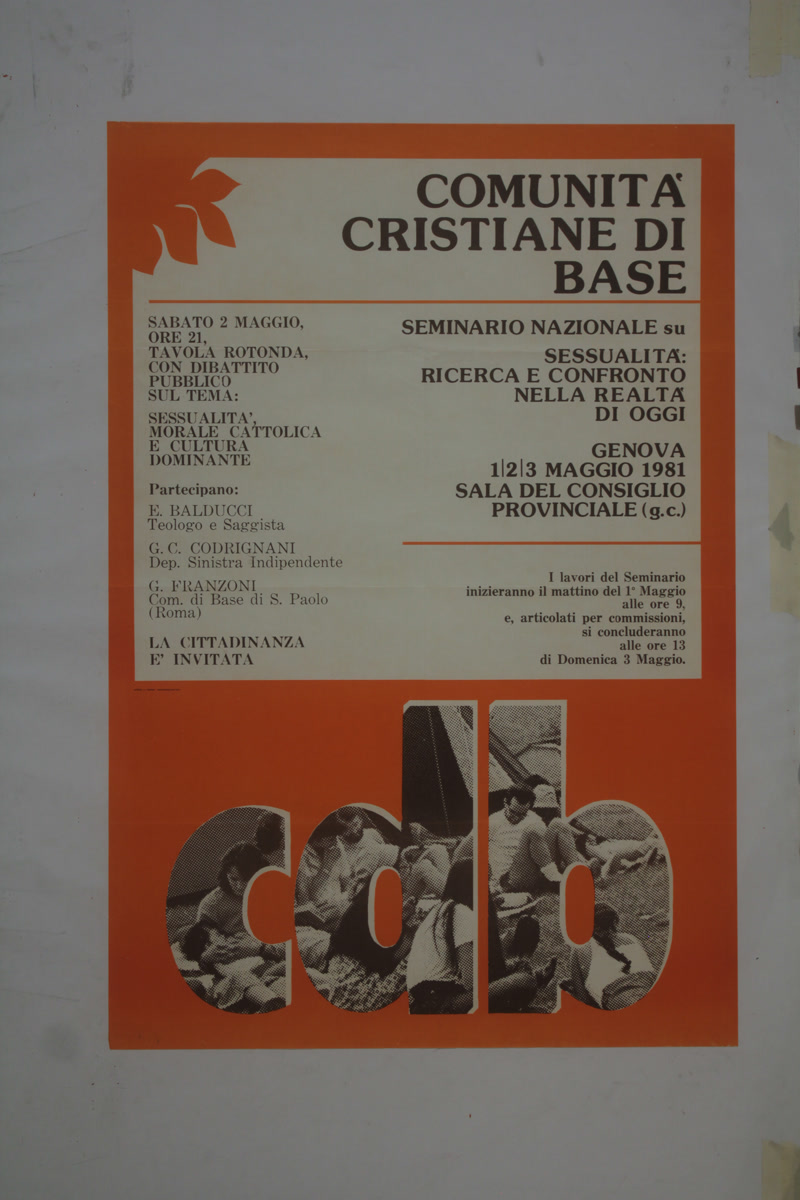 COMUNITA'
CRISTIANE DI
BASE
SABATO 2 MAGGIO,
ORE 21,
TAVOLA ROTONDA,
CON DIBATTITO
PUBBLICO
SUL TEMA:
SESSUALITA',
MORALE CATTOLICA
E CULTURA
DOMINANTE
Partecipano:
E. BALDUCCI
Teologo e Saggista
G. C. CODRIGNANI
Dep. Sinistra Indipendente
G. FRANZONI
Com. di Base di S. Paolo
(Roma)
LA CITTADINANZA
E' INVITATA
SEMINARIO NAZIONALE su
SESSUALITA':
RICERCA E CONFRONTO
NELLA REALTA'
DI OGGI
GENOVA
1|2|3 MAGGIO 1981
SALA DEL CONSIGLIO
PROVINCIALE (g.c.)
I lavori del Seminario
inizieranno il mattino del 1° Maggio
alle ore 9,
e, articolati per commissioni,
si concluderanno
alle ore 13
di Domenica 3 Maggio.
cdb